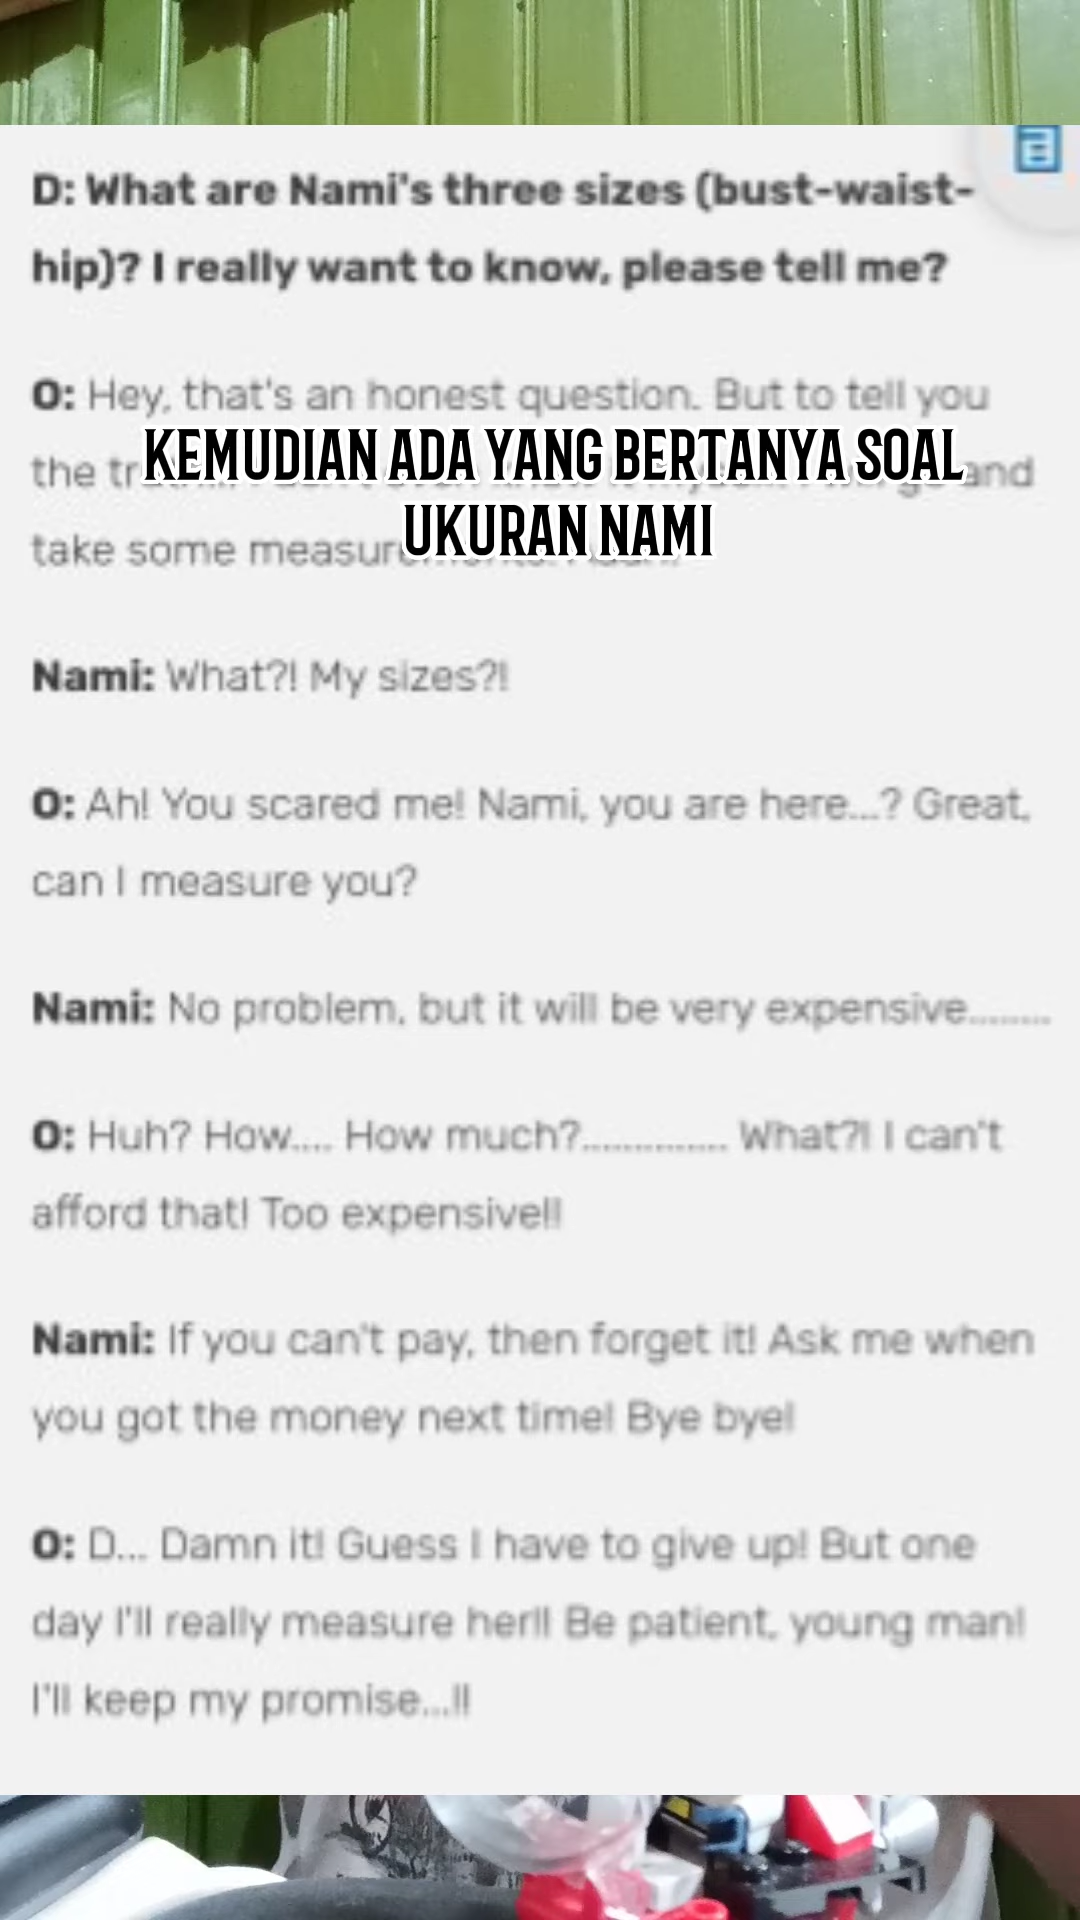 D: What are Nami's three sizes (bust-waist-
hip)? I really want to know, please tell me?
O: Hey, that's an honest question. But to tell you
the and
take some
KEMUDIAN ADA YANG BERTANYA SOAL
UKURAN NAMI
Nami: What?! My sizes?!
O: Ah! You scared me! Nami, you are here...? Great,
can I measure you?
Nami: No problem, but it will be very expensive........
O: Huh? How.... How much?.............. What?! I can't
afford that! Too expensive!!
Nami: If you can't pay, then forget it! Ask me when
you got the money next time! Bye bye!
O: D... Damn it! Guess I have to give up! But one
day I'll really measure her!! Be patient, young man!
I'll keep my promise...!!